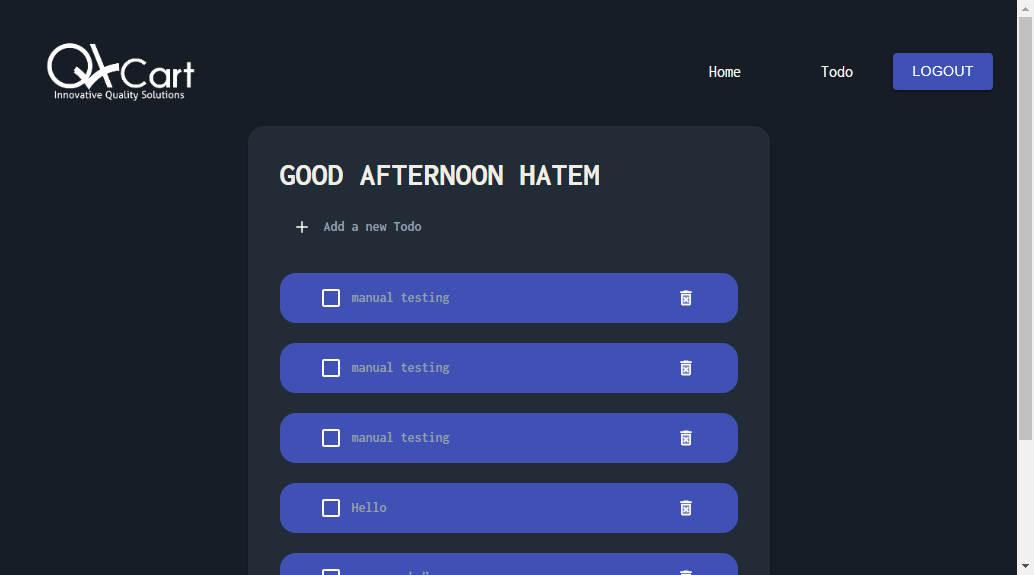 QACart
Innovative Quality Solutions
Home
Todo
LOGOUT
GOOD AFTERNOON HATEM
Add a new Todo
manual testing
manual testing
manual testing
Hello